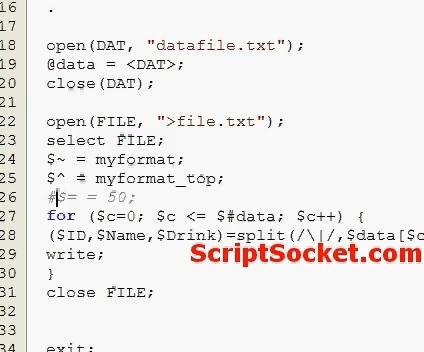 16
.
17
18 open(DAT, "datafile.txt");
19 @data = <DAT>;
20 close(DAT);
21
22 open(FILE, ">file.txt");
23 select FILE;
24 $~ = myformat;
25 $^ = myformat_top;
26 #$= = 50;
27 for ($c=0; $c <= $#data; $c++) {
28 ($ID,$Name,$Drink)=split(/\|/,$data[$c
29 write;
30 }
31 close FILE;
32
33
34 exit;
ScriptSocket.com